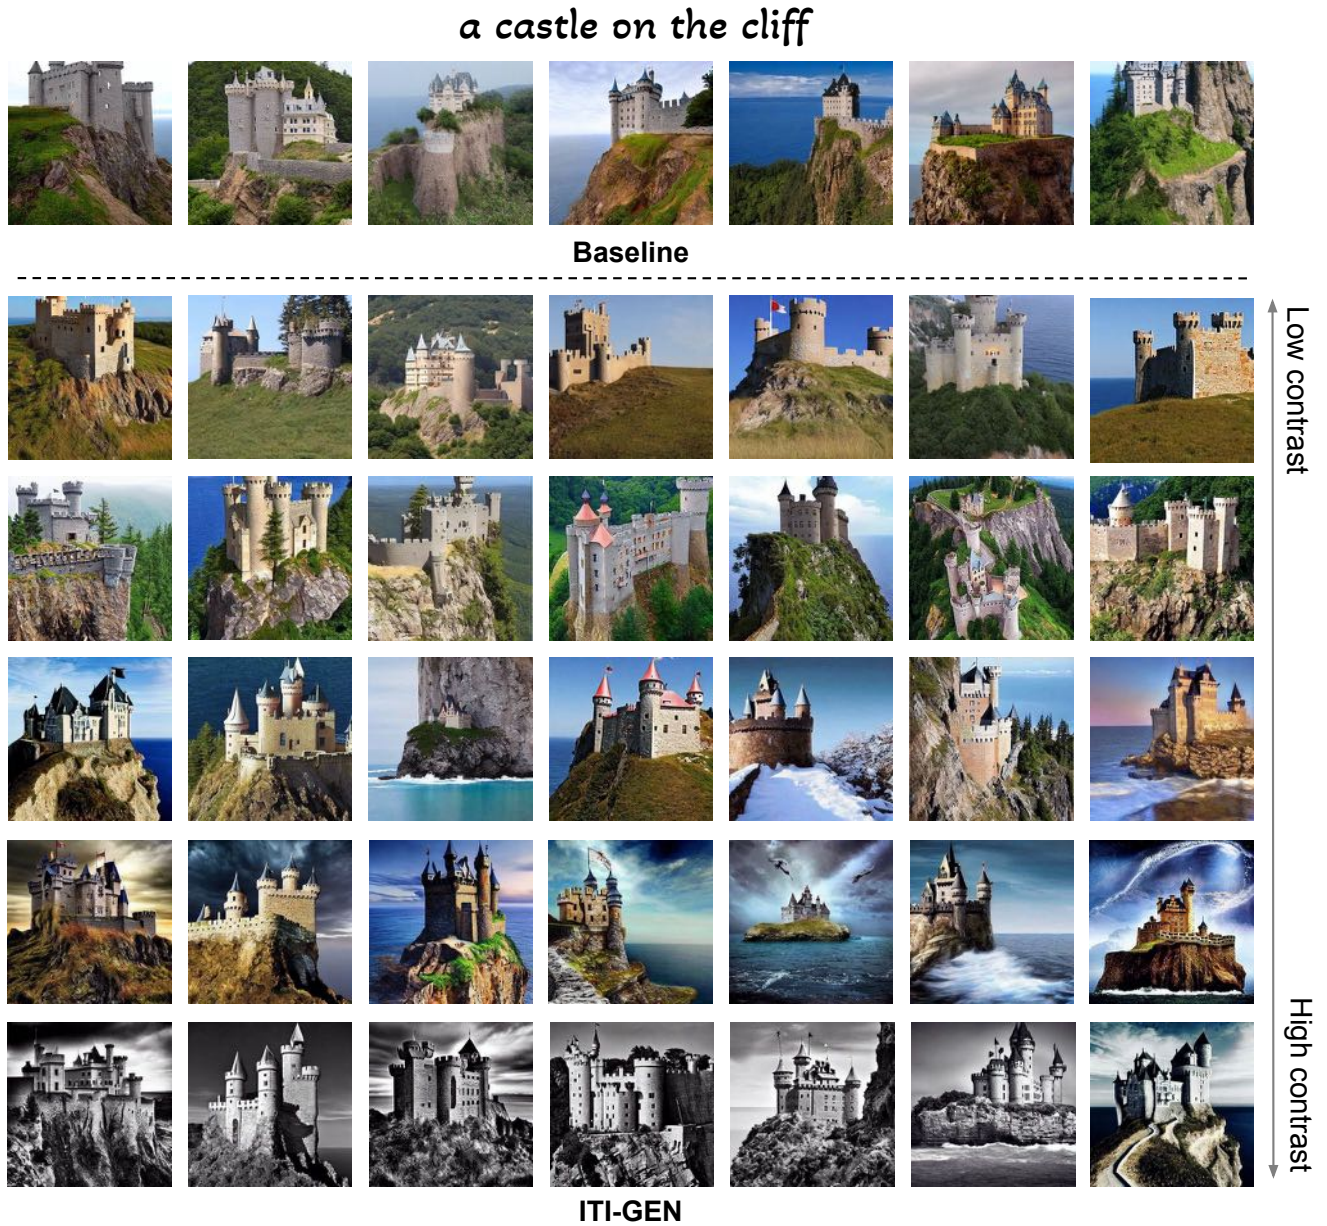 a castle on the cliff
Baseline
Low contrast
High contrast
ITI-GEN